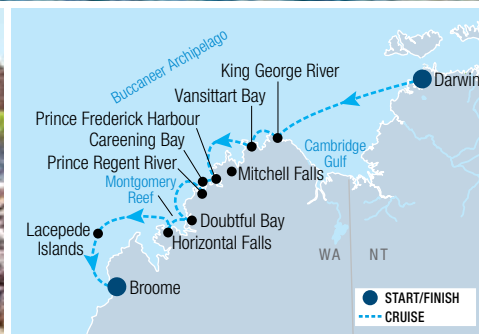 Buccaneer Archipelago
King George River
Vansittart Bay
Darwin
Prince Frederick Harbour
Careening Bay
Prince Regent River
Cambridge
Gulf
Mitchell Falls
Montgomery
Reef
Doubtful Bay
Lacepede
Islands
Horizontal Falls
WA
NT
Broome
START/FINISH
CRUISE